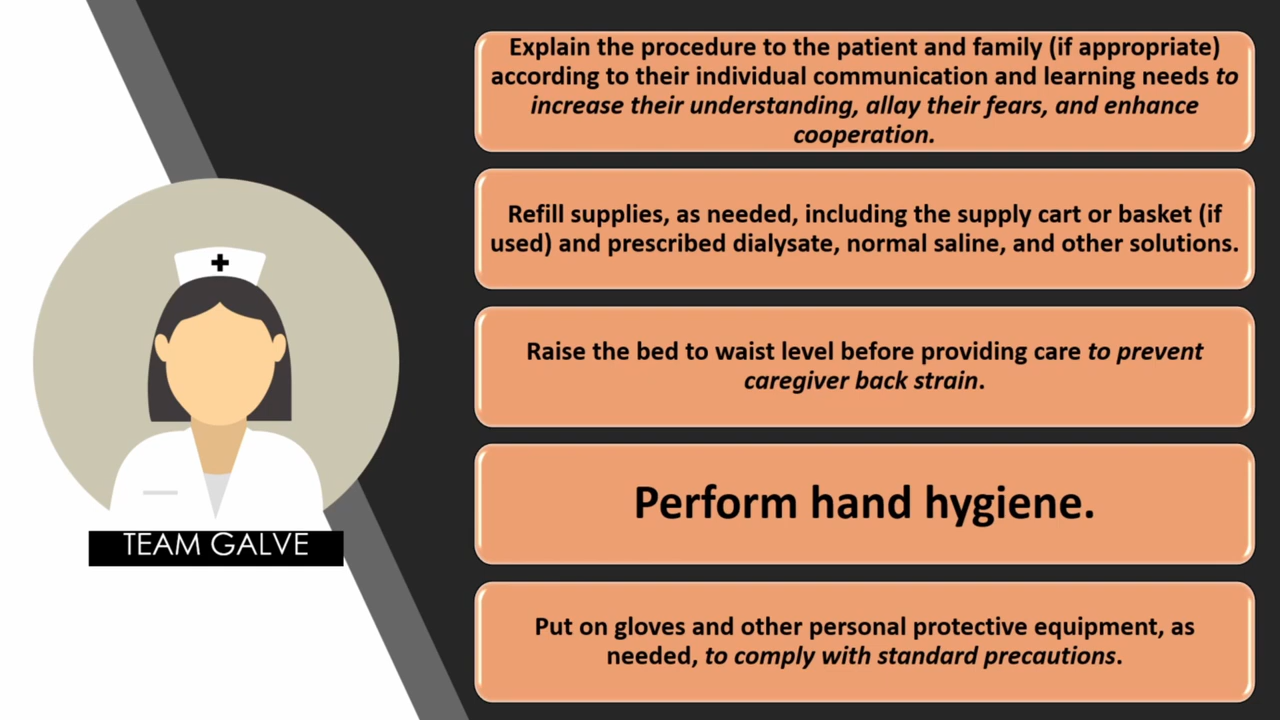 Explain the procedure to the patient and family (if appropriate)
according to their individual communication and learning needs to
increase their understanding, allay their fears, and enhance
cooperation.
Refill supplies, as needed, including the supply cart or basket (if
used) and prescribed dialysate, normal saline, and other solutions.
Raise the bed to waist level before providing care to prevent
caregiver back strain.
Perform hand hygiene.
Put on gloves and other personal protective equipment, as
needed, to comply with standard precautions.
TEAM GALVE